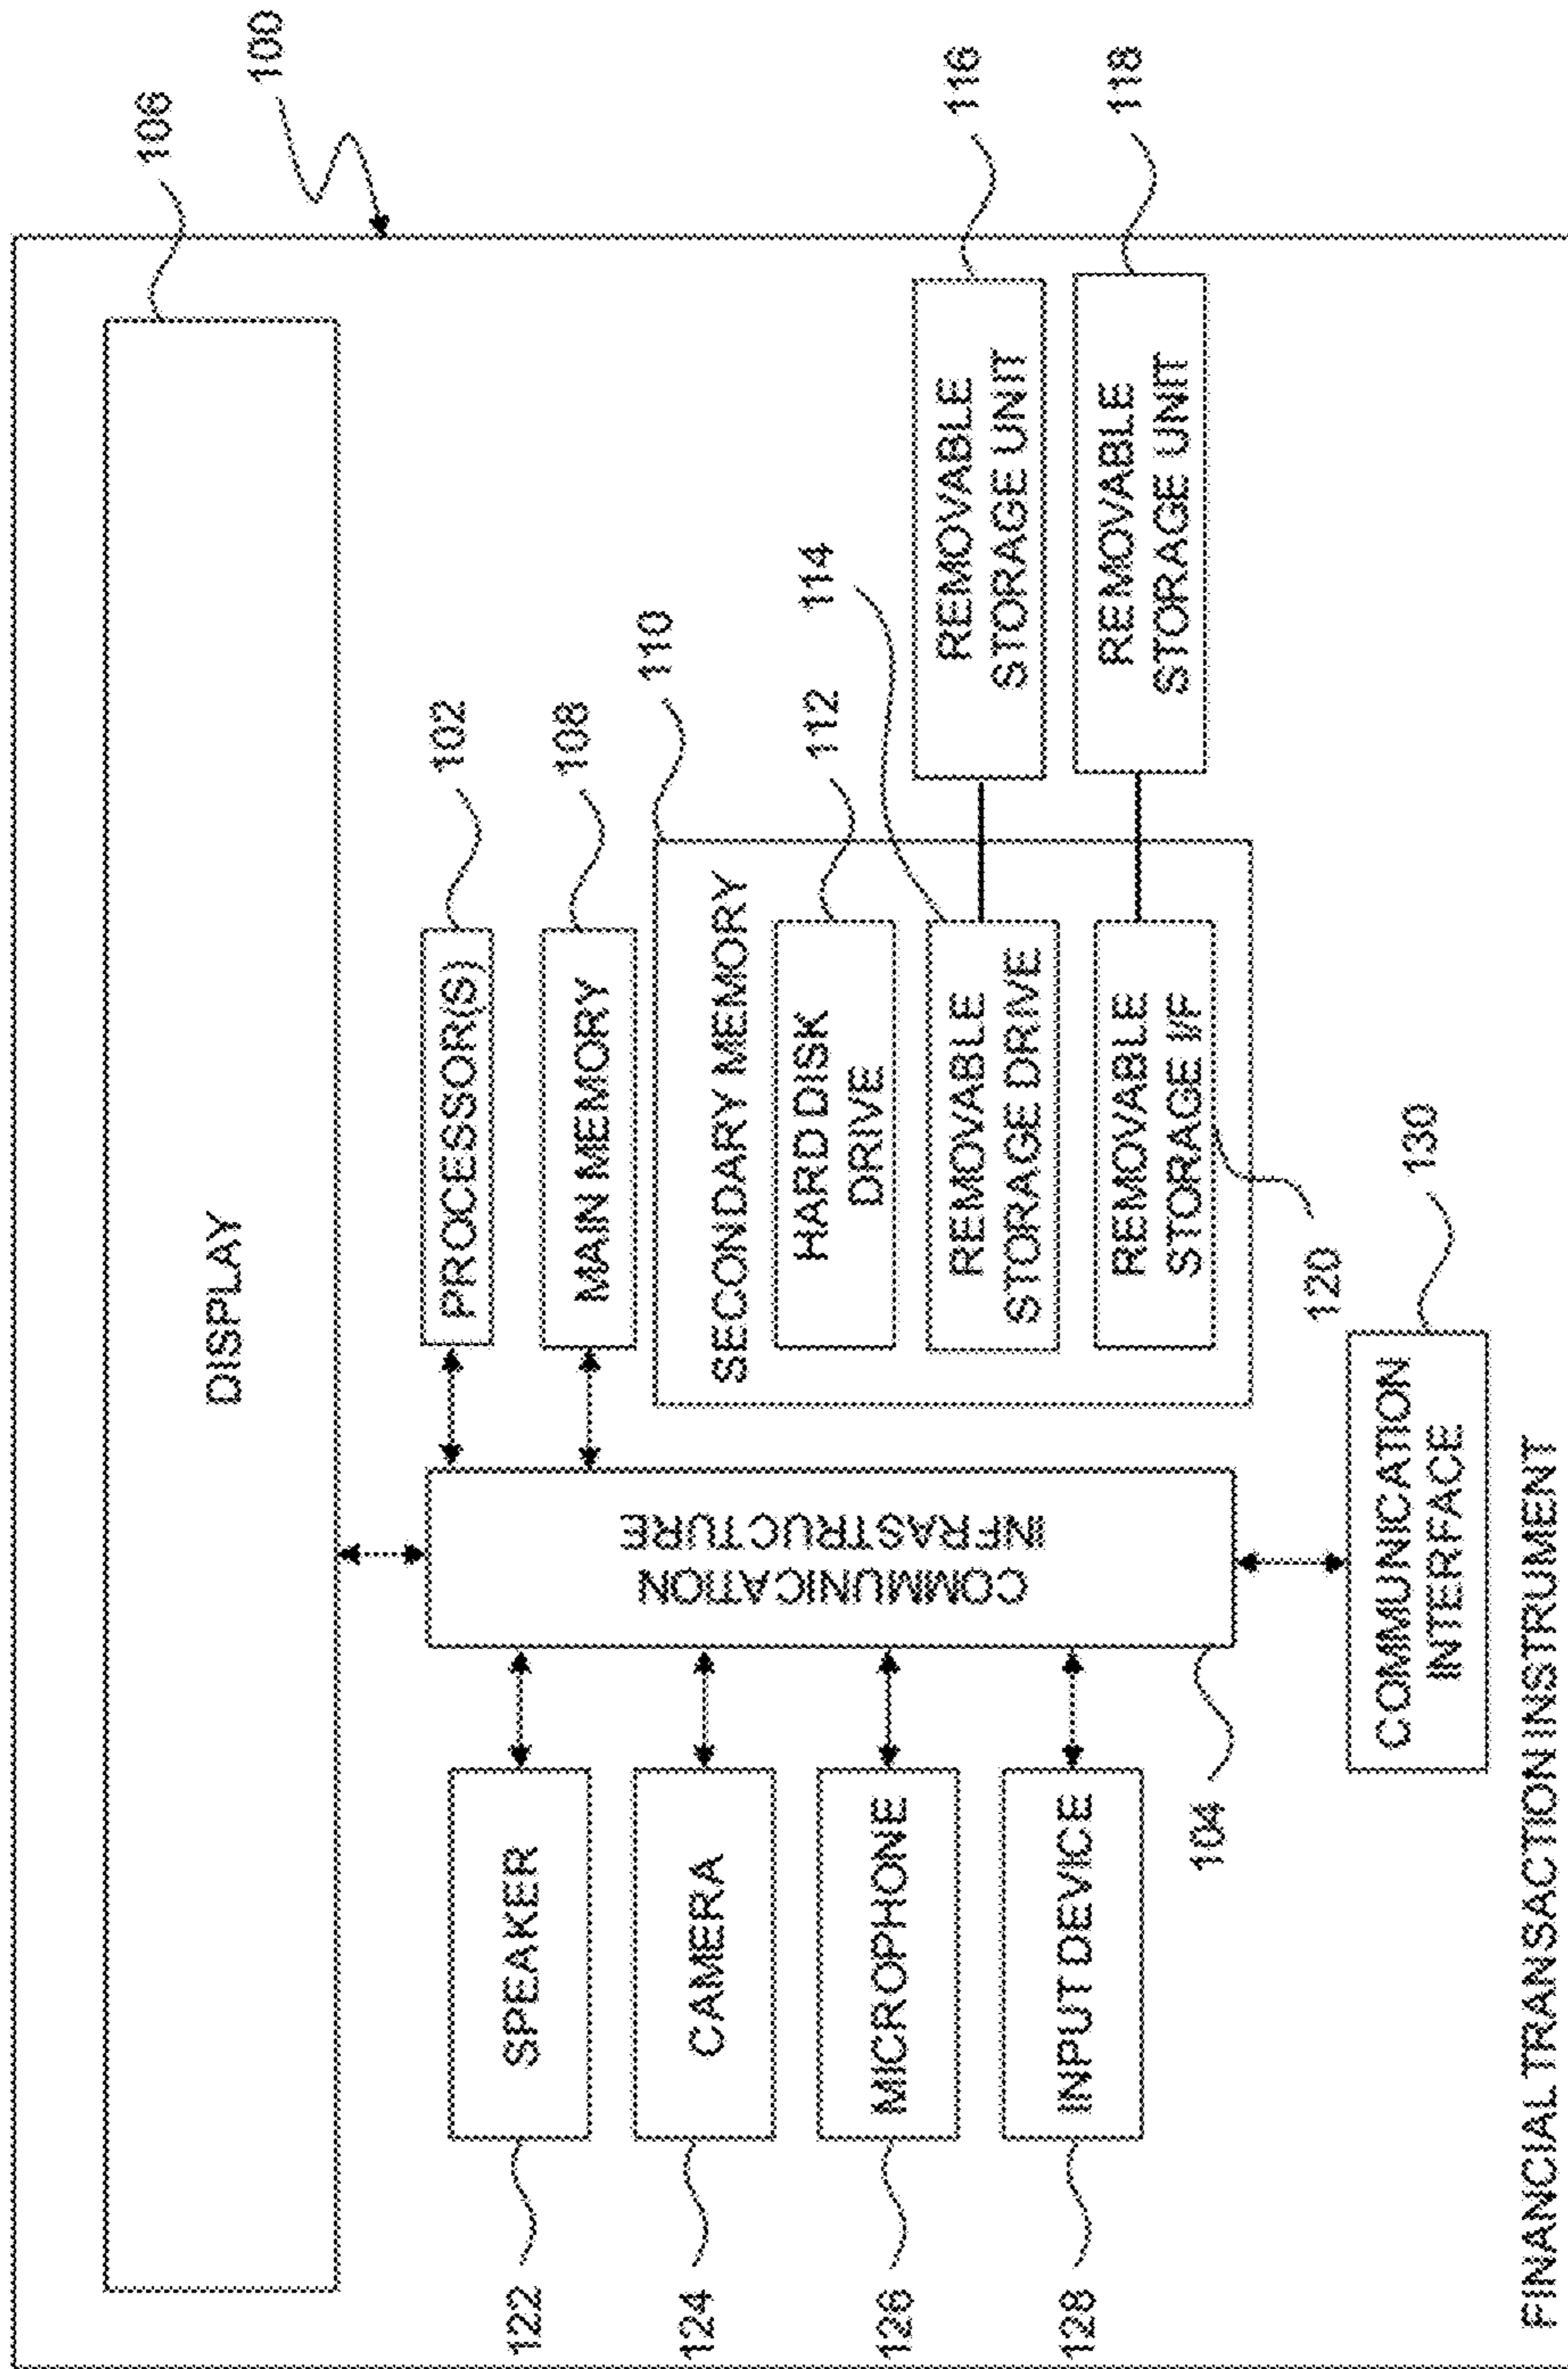 106
100
DISPLAY
102
PROCESSOR(S)
108
MAIN MEMORY
110
SECONDARY MEMORY
112
HARD DISK
DRIVE
114
REMOVABLE
STORAGE DRIVE
116
REMOVABLE
STORAGE UNIT
REMOVABLE
STORAGE I/F
120
118
REMOVABLE
STORAGE UNIT
COMMUNICATION
INFRASTRUCTURE
104
122
SPEAKER
124
CAMERA
126
MICROPHONE
128
INPUT DEVICE
130
COMMUNICATION
INTERFACE
FINANCIAL TRANSACTION INSTRUMENT